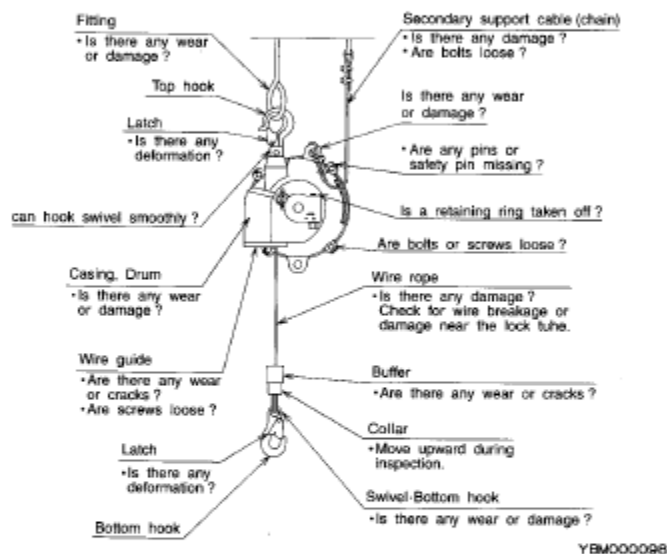 Fitting
• Is there any wear
or damage ?
Top hook
Latch
• Is there any
deformation ?
can hook swivel smoothly ?
Casing, Drum
• Is there any wear
or damage ?
Wire guide
• Are there any wear
or cracks ?
• Are screws loose ?
Latch
• Is there any
deformation ?
Bottom hook
Secondary support cable (chain)
• Is there any damage ?
• Are bolts loose ?
Is there any wear
or damage ?
• Are any pins or
safety pin missing ?
Is a retaining ring taken off ?
Are bolts or screws loose ?
Wire rope
• Is there any damage ?
Check for wire breakage or
damage near the lock tuhe.
Buffer
• Are there any wear or cracks ?
Collar
• Move upward during
inspection.
Swivel-Bottom hook
• Is there any wear or damage ?
YBM000098